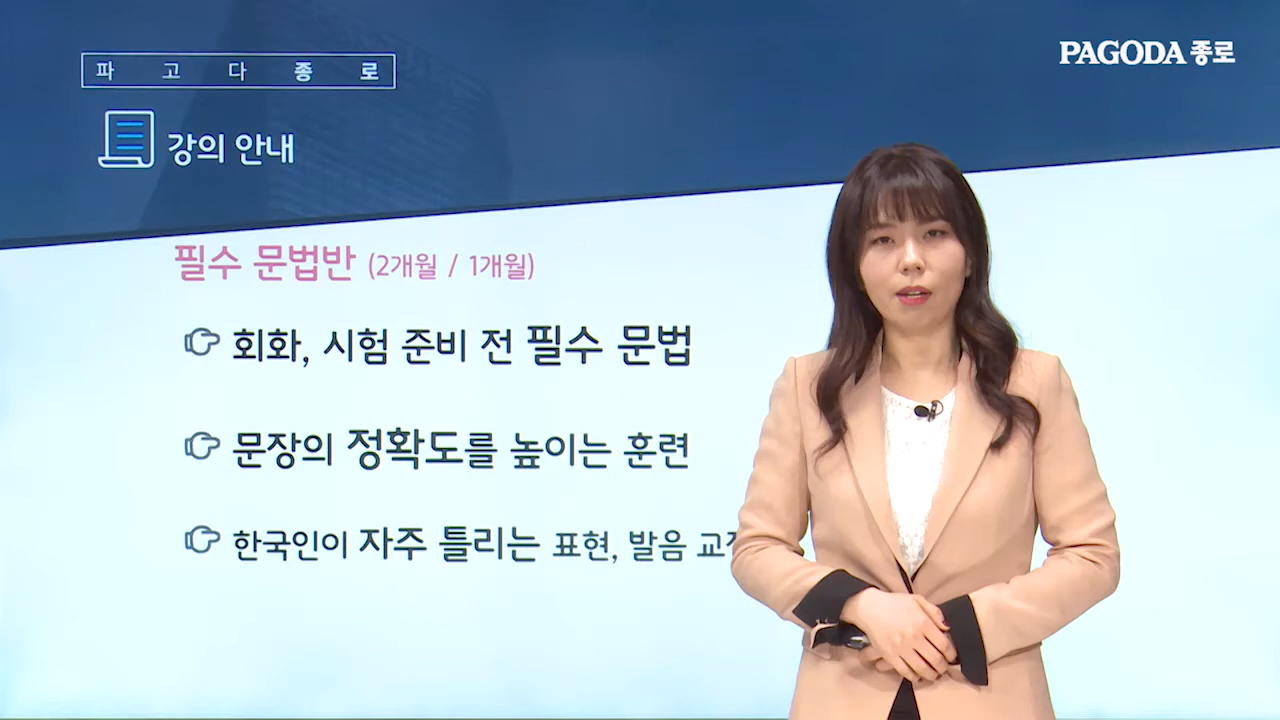 파고다종로
PAGODA 종로
강의 안내
필수 문법반 (2개월 / 1개월)
회화, 시험 준비 전 필수 문법
문장의 정확도를 높이는 훈련
한국인이 자주 틀리는 표현, 발음